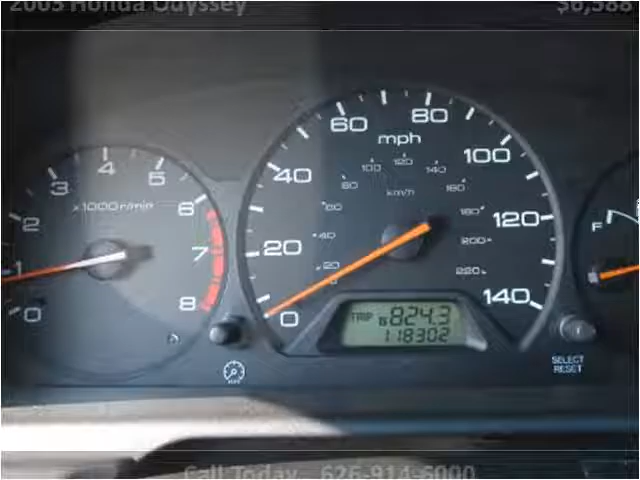 2003 Honda Odyssey $6,588
0 1 2 3 4 5 6 7 8
x1000r/min
0 20 40 60 80 100 120 140
mph
20 40 60 80 100 120 140 160 180 200 220
km/h
TRIP B 824.3
118302
F
SELECT
RESET
Call Today 626-914-6000